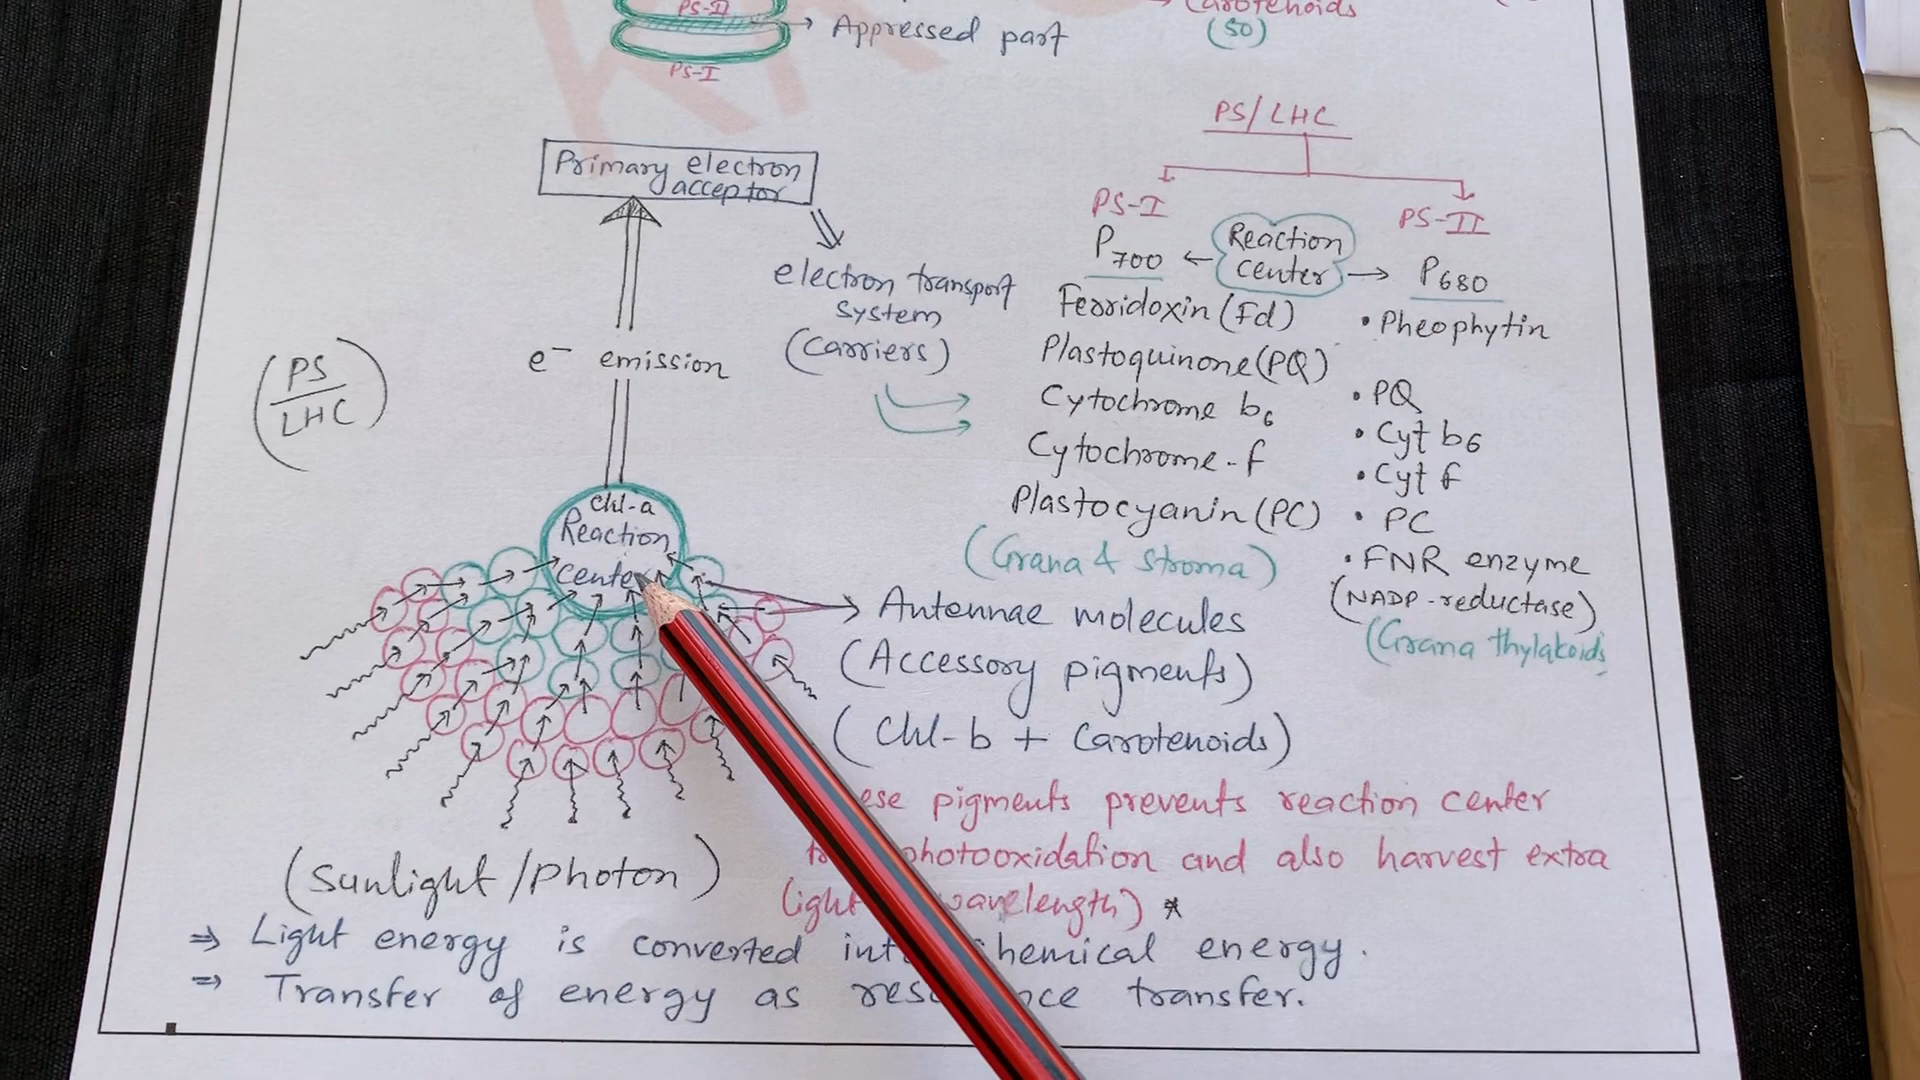 PS-II
Appressed part
PS-I
Carotenoids
(50)
Primary electron
acceptor
electron transport
system
(carriers)
e⁻ emission
(PS/LHC)
Chl-a
Reaction
center
Antennae molecules
(Accessory pigments)
(Chl-b + Carotenoids)
PS/LHC
PS-I
PS-II
Reaction
center
P700
P680
Ferridoxin (Fd)
Plastoquinone (PQ)
Cytochrome b6
Cytochrome-f
Plastocyanin (PC)
(Grana & stroma)
• Pheophytin
• PQ
• Cyt b6
• Cyt f
• PC
• FNR enzyme
(NADP-reductase)
(Grana thylakoids
pigments prevents reaction center
photooxidation and also harvest extra
light wavelength) *
(Sunlight/Photon)
⇒ Light energy is converted energy.
⇒ Transfer of energy as transfer.